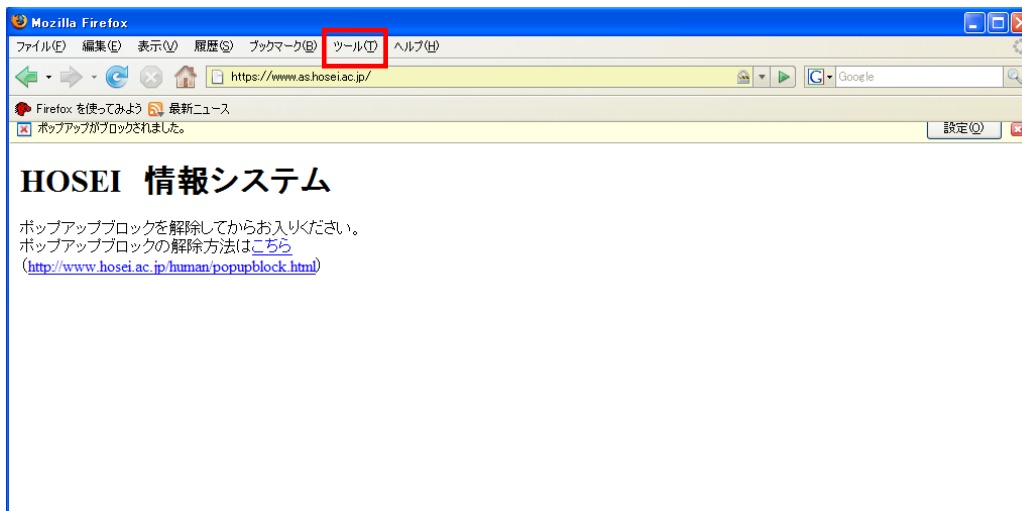 Mozilla Firefox
ファイル(F) 編集(E) 表示(V) 履歴(S) ブックマーク(B) ツール(T) ヘルプ(H)
https://www.as.hosei.ac.jp/ G Google
Firefox を使ってみよう 最新ニュース
ポップアップがブロックされました。 設定(O)
HOSEI 情報システム
ポップアップブロックを解除してからお入りください。
ポップアップブロックの解除方法はこちら
(http://www.hosei.ac.jp/human/popupblock.html)